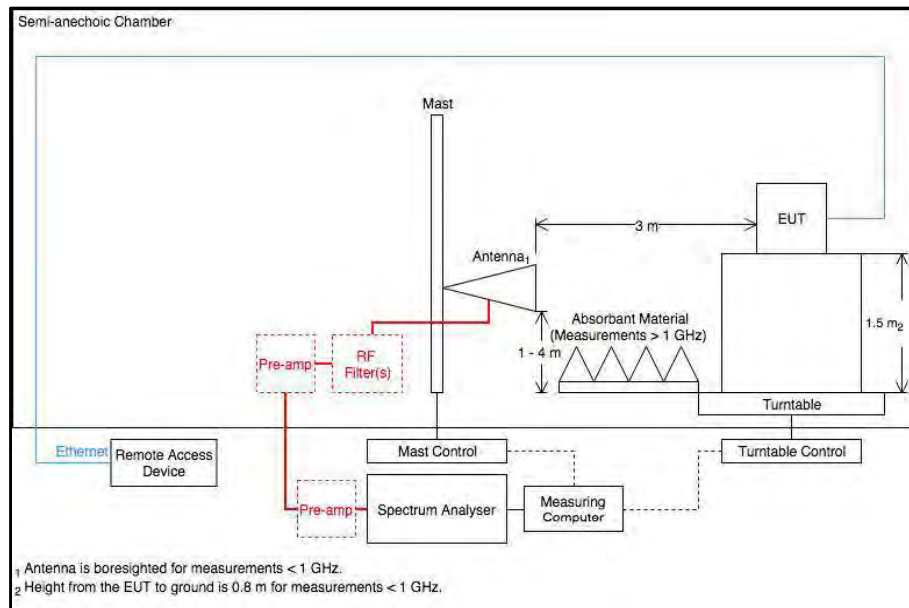 Semi-anechoic Chamber
Mast
EUT
3 m
Antenna1
Absorbant Material
(Measurements > 1 GHz)
1.5 m2
1 - 4 m
Pre-amp
RF
Filter(s)
Turntable
Ethernet
Remote Access
Device
Mast Control
Turntable Control
Pre-amp
Spectrum Analyser
Measuring
Computer
1 Antenna is boresighted for measurements < 1 GHz.
2 Height from the EUT to ground is 0.8 m for measurements < 1 GHz.